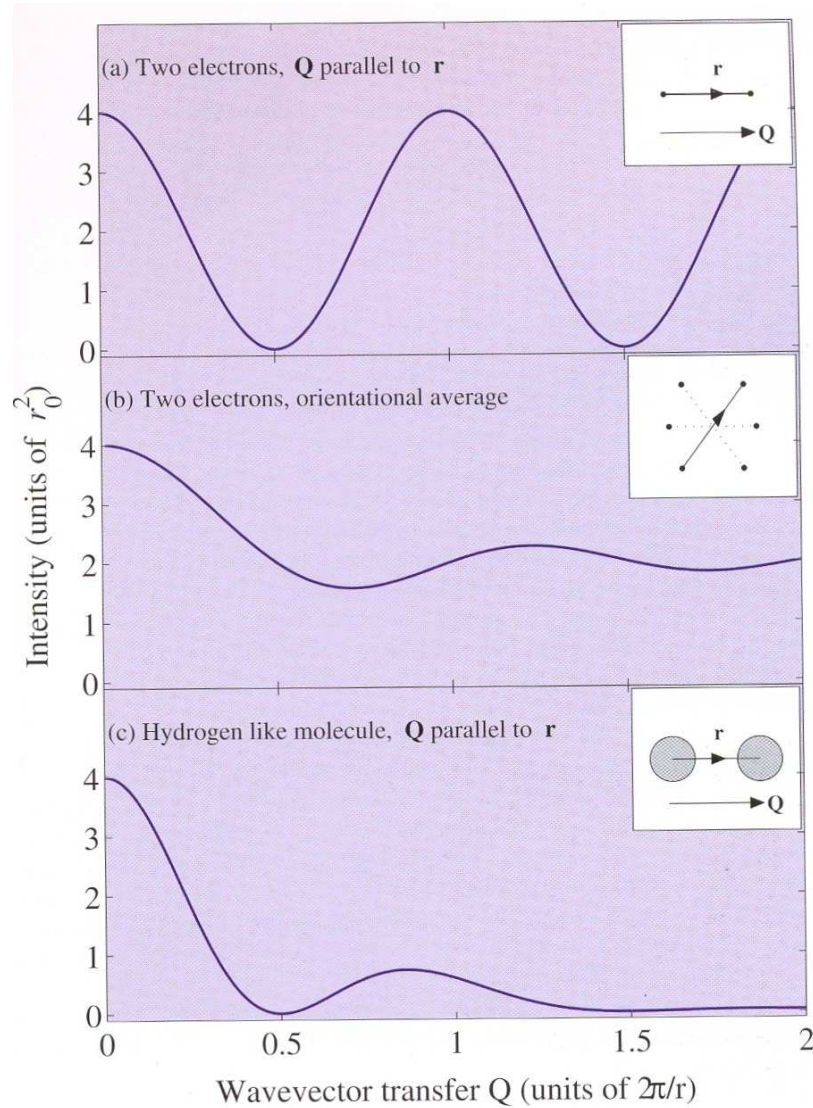 (a) Two electrons, Q parallel to r
r
Q
4
3
2
1
0
(b) Two electrons, orientational average
4
3
2
1
0
(c) Hydrogen like molecule, Q parallel to r
r
Q
4
3
2
1
0
0 0.5 1 1.5 2
Intensity (units of r₀²)
Wavevector transfer Q (units of 2π/r)